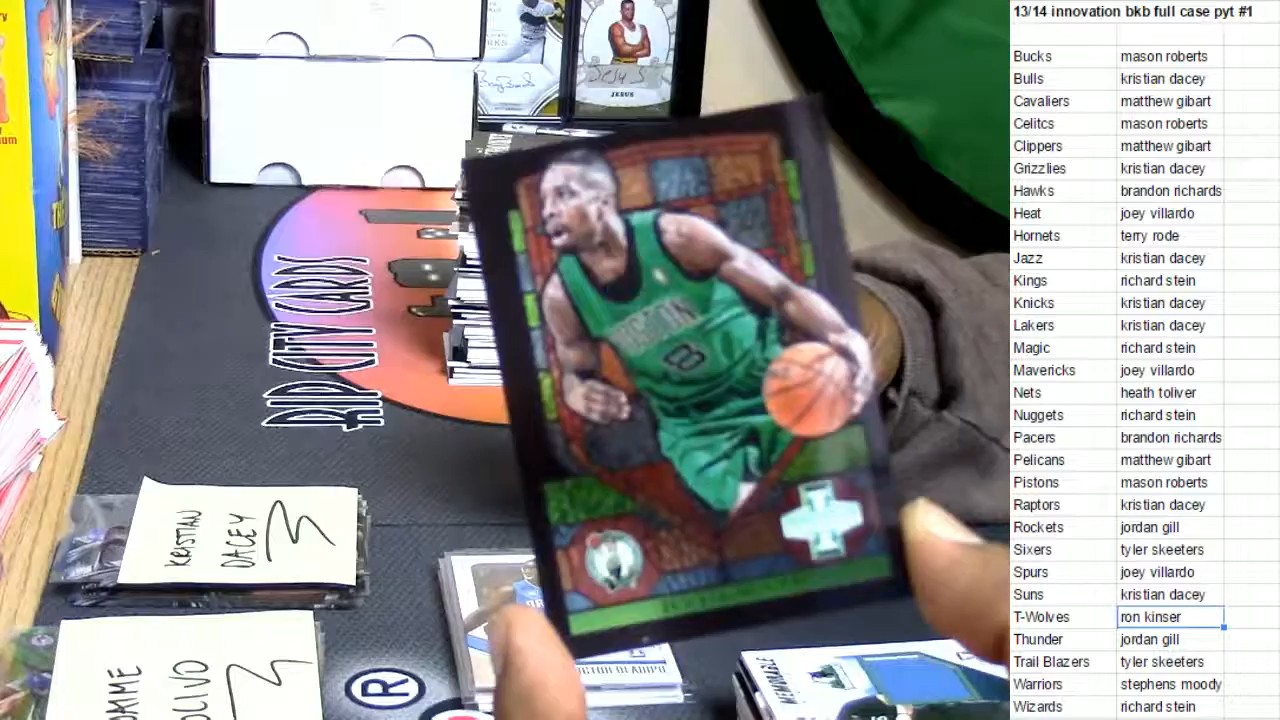 13/14 innovation bkb full case pyt #1
Bucks mason roberts
Bulls kristian dacey
Cavaliers matthew gibart
Celitcs mason roberts
Clippers matthew gibart
Grizzlies kristian dacey
Hawks brandon richards
Heat joey villardo
Hornets terry rode
Jazz kristian dacey
Kings richard stein
Knicks kristian dacey
Lakers kristian dacey
Magic richard stein
Mavericks joey villardo
Nets heath toliver
Nuggets richard stein
Pacers brandon richards
Pelicans matthew gibart
Pistons mason roberts
Raptors kristian dacey
Rockets jordan gill
Sixers tyler skeeters
Spurs joey villardo
Suns kristian dacey
T-Wolves ron kinser
Thunder jordan gill
Trail Blazers tyler skeeters
Warriors stephens moody
Wizards richard stein
RIP CITY CARDS
KRISTIAN
DACEY
3
BOSTON
8
JESUS
MEMORABLE
R